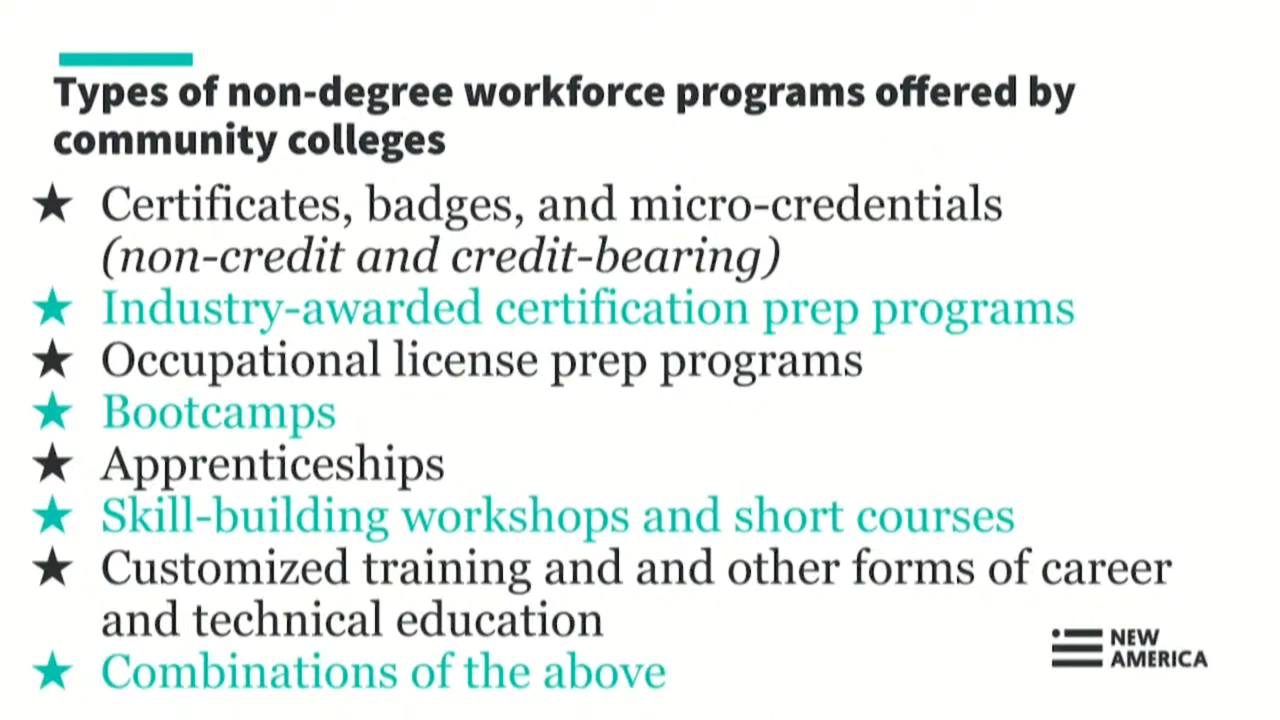 Types of non-degree workforce programs offered by
community colleges
★ Certificates, badges, and micro-credentials
(non-credit and credit-bearing)
★ Industry-awarded certification prep programs
★ Occupational license prep programs
★ Bootcamps
★ Apprenticeships
★ Skill-building workshops and short courses
★ Customized training and and other forms of career
and technical education
★ Combinations of the above
NEW
AMERICA